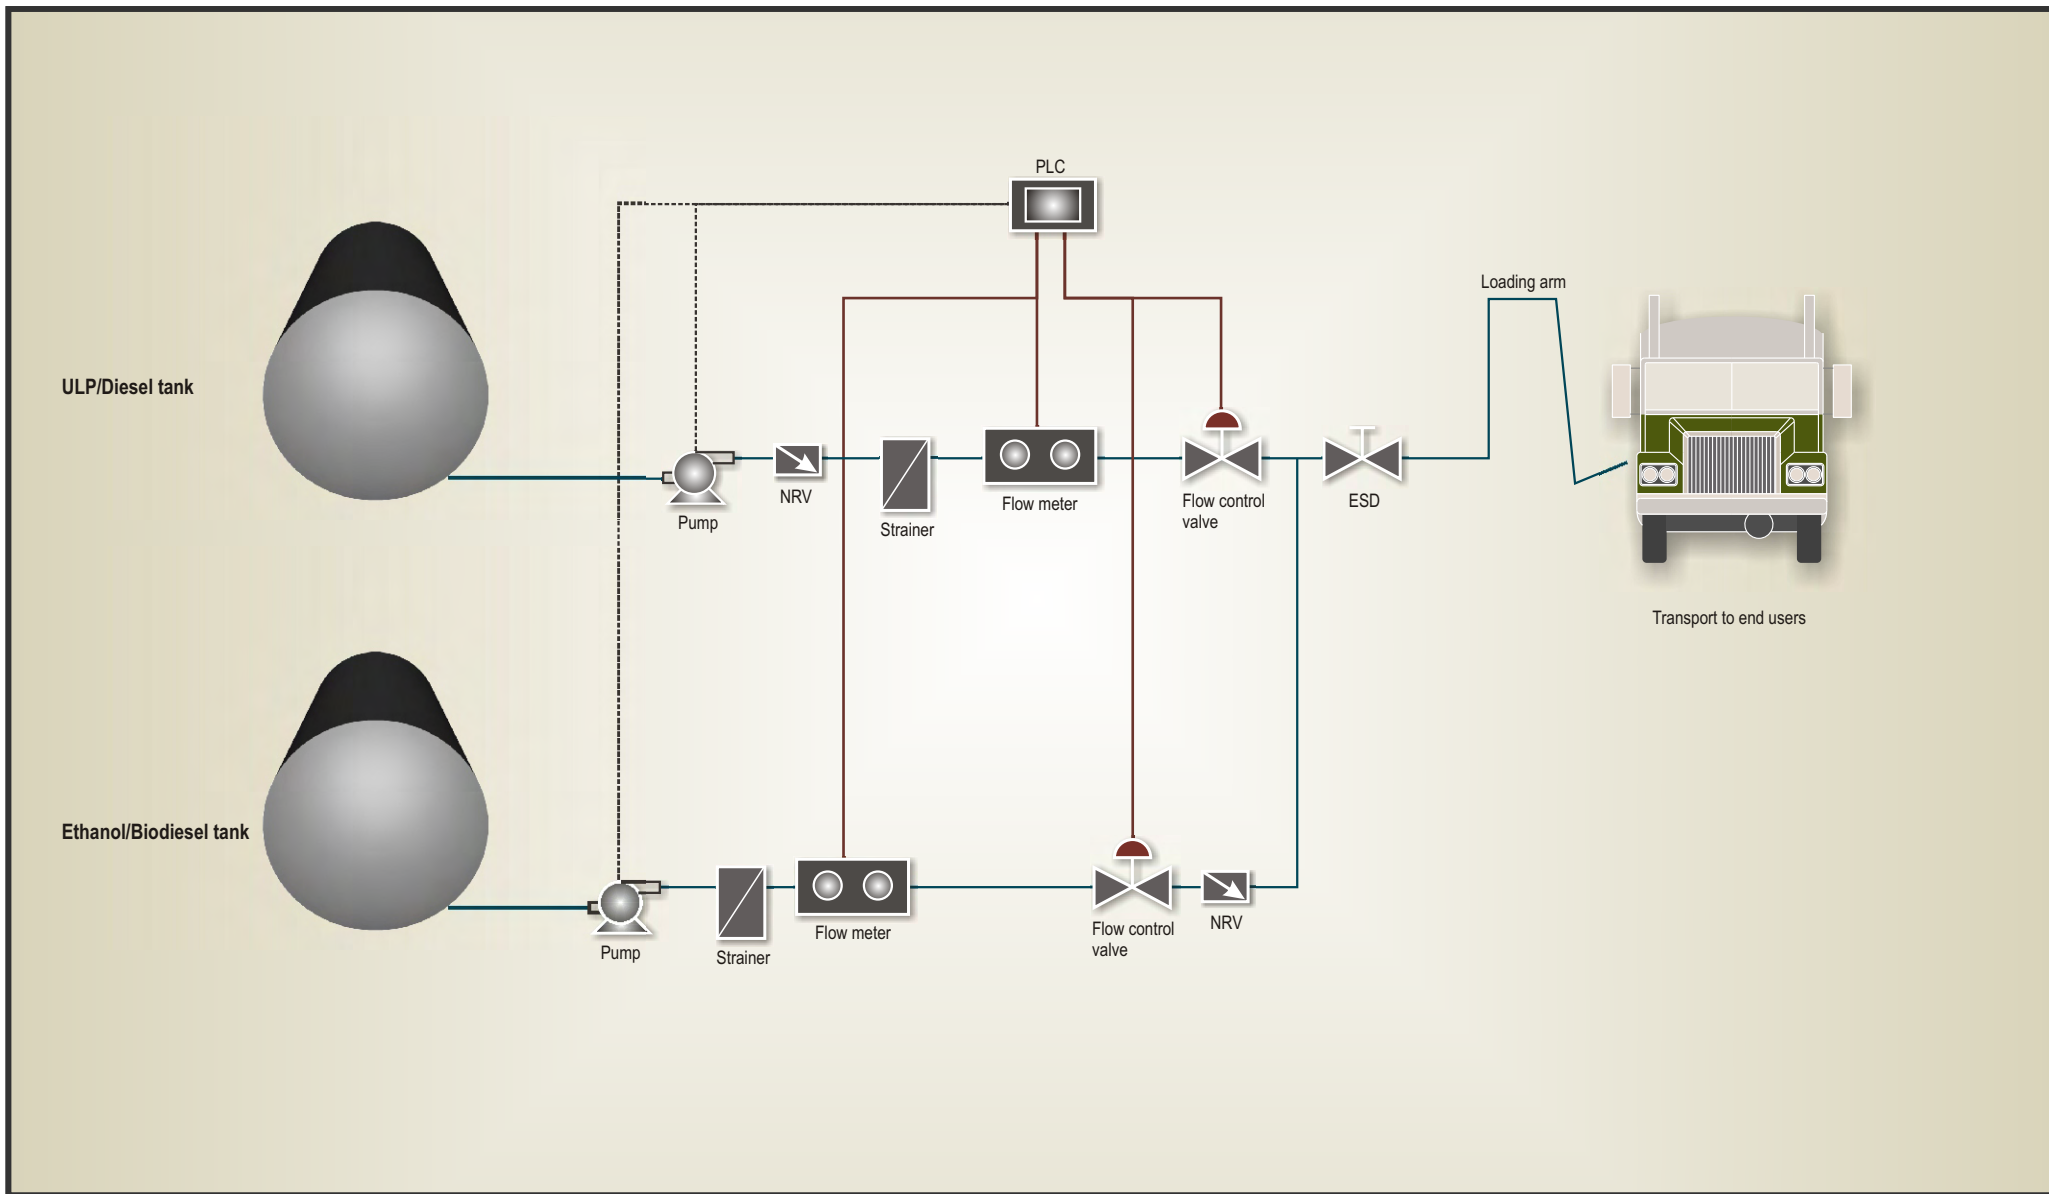 PLC
Loading arm
ULP/Diesel tank
NRV
Flow meter
Flow control
valve
ESD
Pump
Strainer
Transport to end users
Ethanol/Biodiesel tank
Pump
Strainer
Flow meter
Flow control
valve
NRV